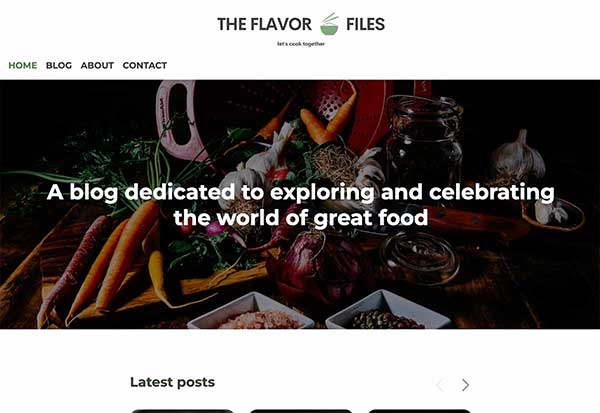 THE FLAVOR FILES
let's cook together
HOME BLOG ABOUT CONTACT
A blog dedicated to exploring and celebrating
the world of great food
Latest posts